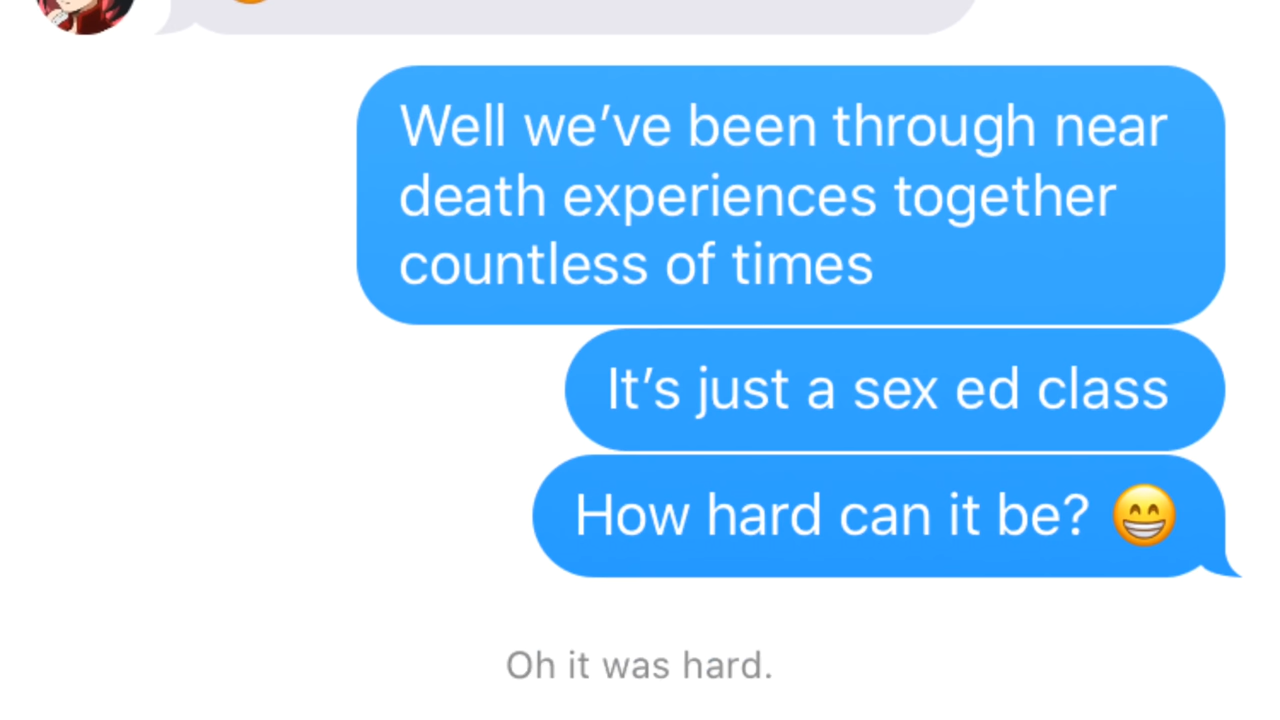 Well we’ve been through near
death experiences together
countless of times
It’s just a sex ed class
How hard can it be? 😁
Oh it was hard.